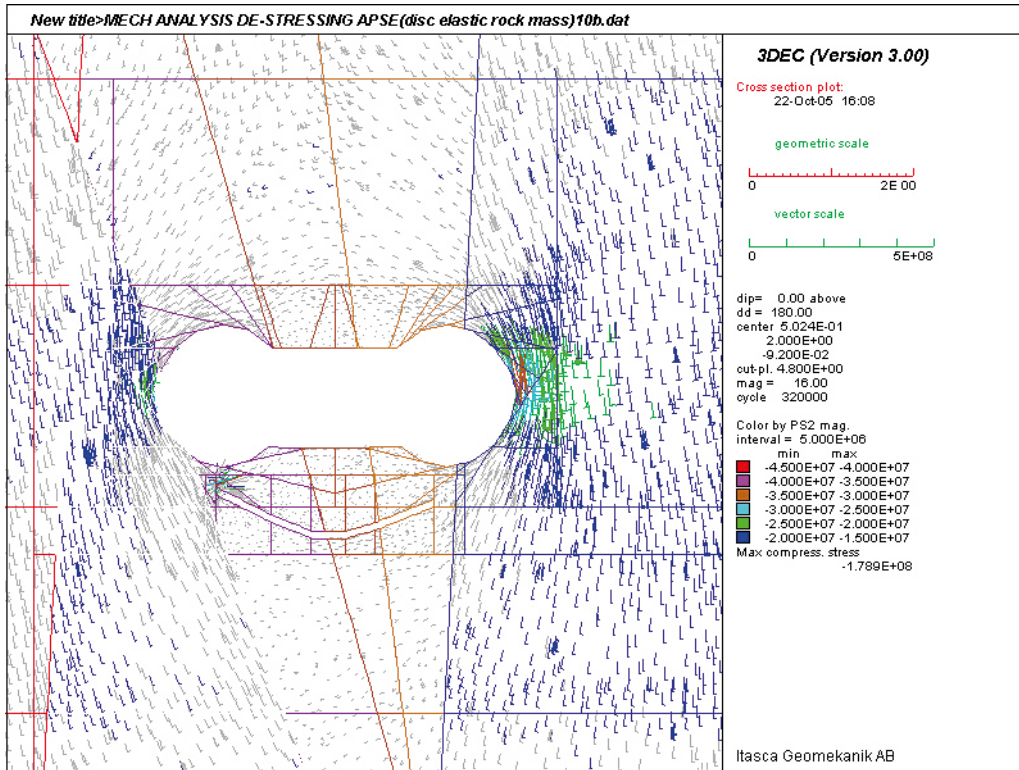 New title>MECH ANALYSIS DE-STRESSING APSE(disc elastic rock mass)10b.dat
3DEC (Version 3.00)
Cross section plot:
22-Oct-05 16:08
geometric scale
0 2E 00
vector scale
0 5E+08
dip= 0.00 above
dd = 180.00
center 5.024E-01
2.000E+00
-9.200E-02
cut-pl. 4.800E+00
mag = 16.00
cycle 320000
Color by PS2 mag.
interval = 5.000E+06
min max
-4.500E+07 -4.000E+07
-4.000E+07 -3.500E+07
-3.500E+07 -3.000E+07
-3.000E+07 -2.500E+07
-2.500E+07 -2.000E+07
-2.000E+07 -1.500E+07
Max compress. stress
-1.789E+08
Itasca Geomekanik AB